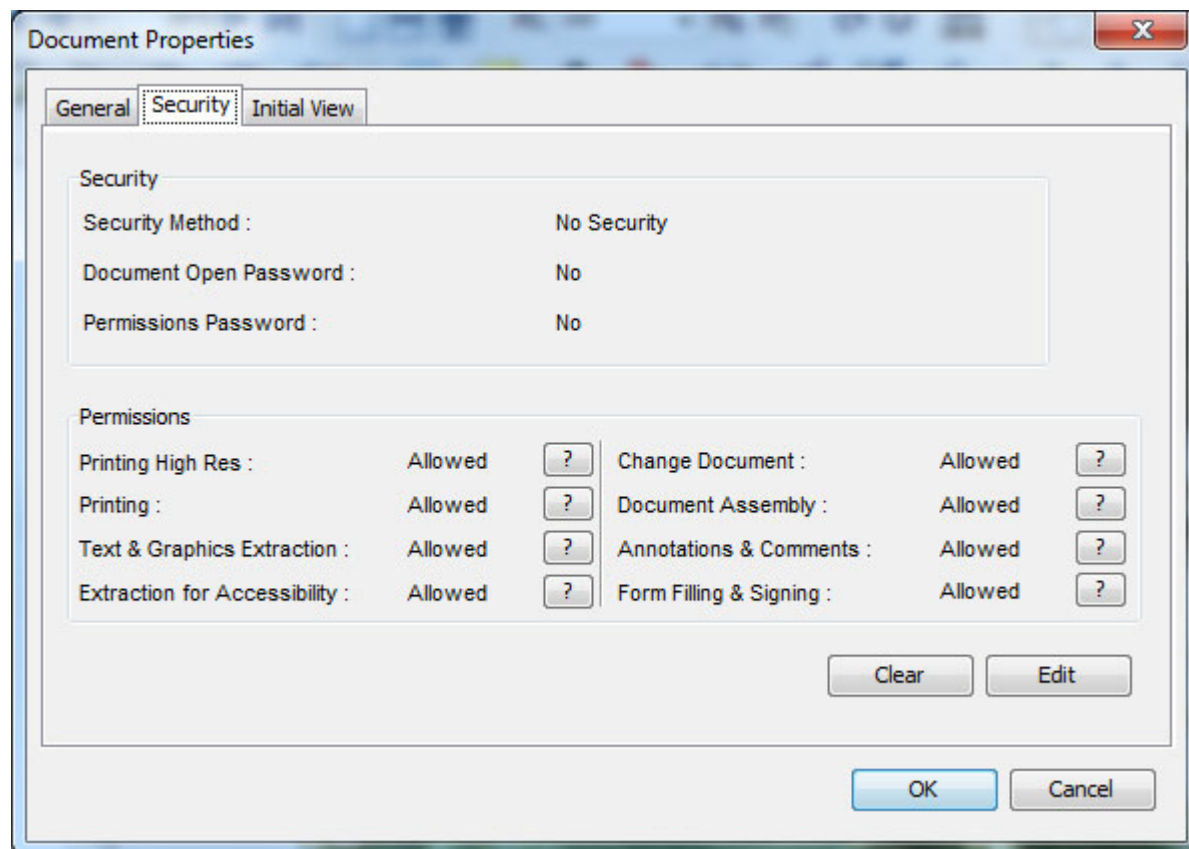 Document Properties
X
General Security Initial View
Security
Security Method : No Security
Document Open Password : No
Permissions Password : No
Permissions
Printing High Res : Allowed ? Change Document : Allowed ?
Printing : Allowed ? Document Assembly : Allowed ?
Text & Graphics Extraction : Allowed ? Annotations & Comments : Allowed ?
Extraction for Accessibility : Allowed ? Form Filling & Signing : Allowed ?
Clear Edit
OK Cancel